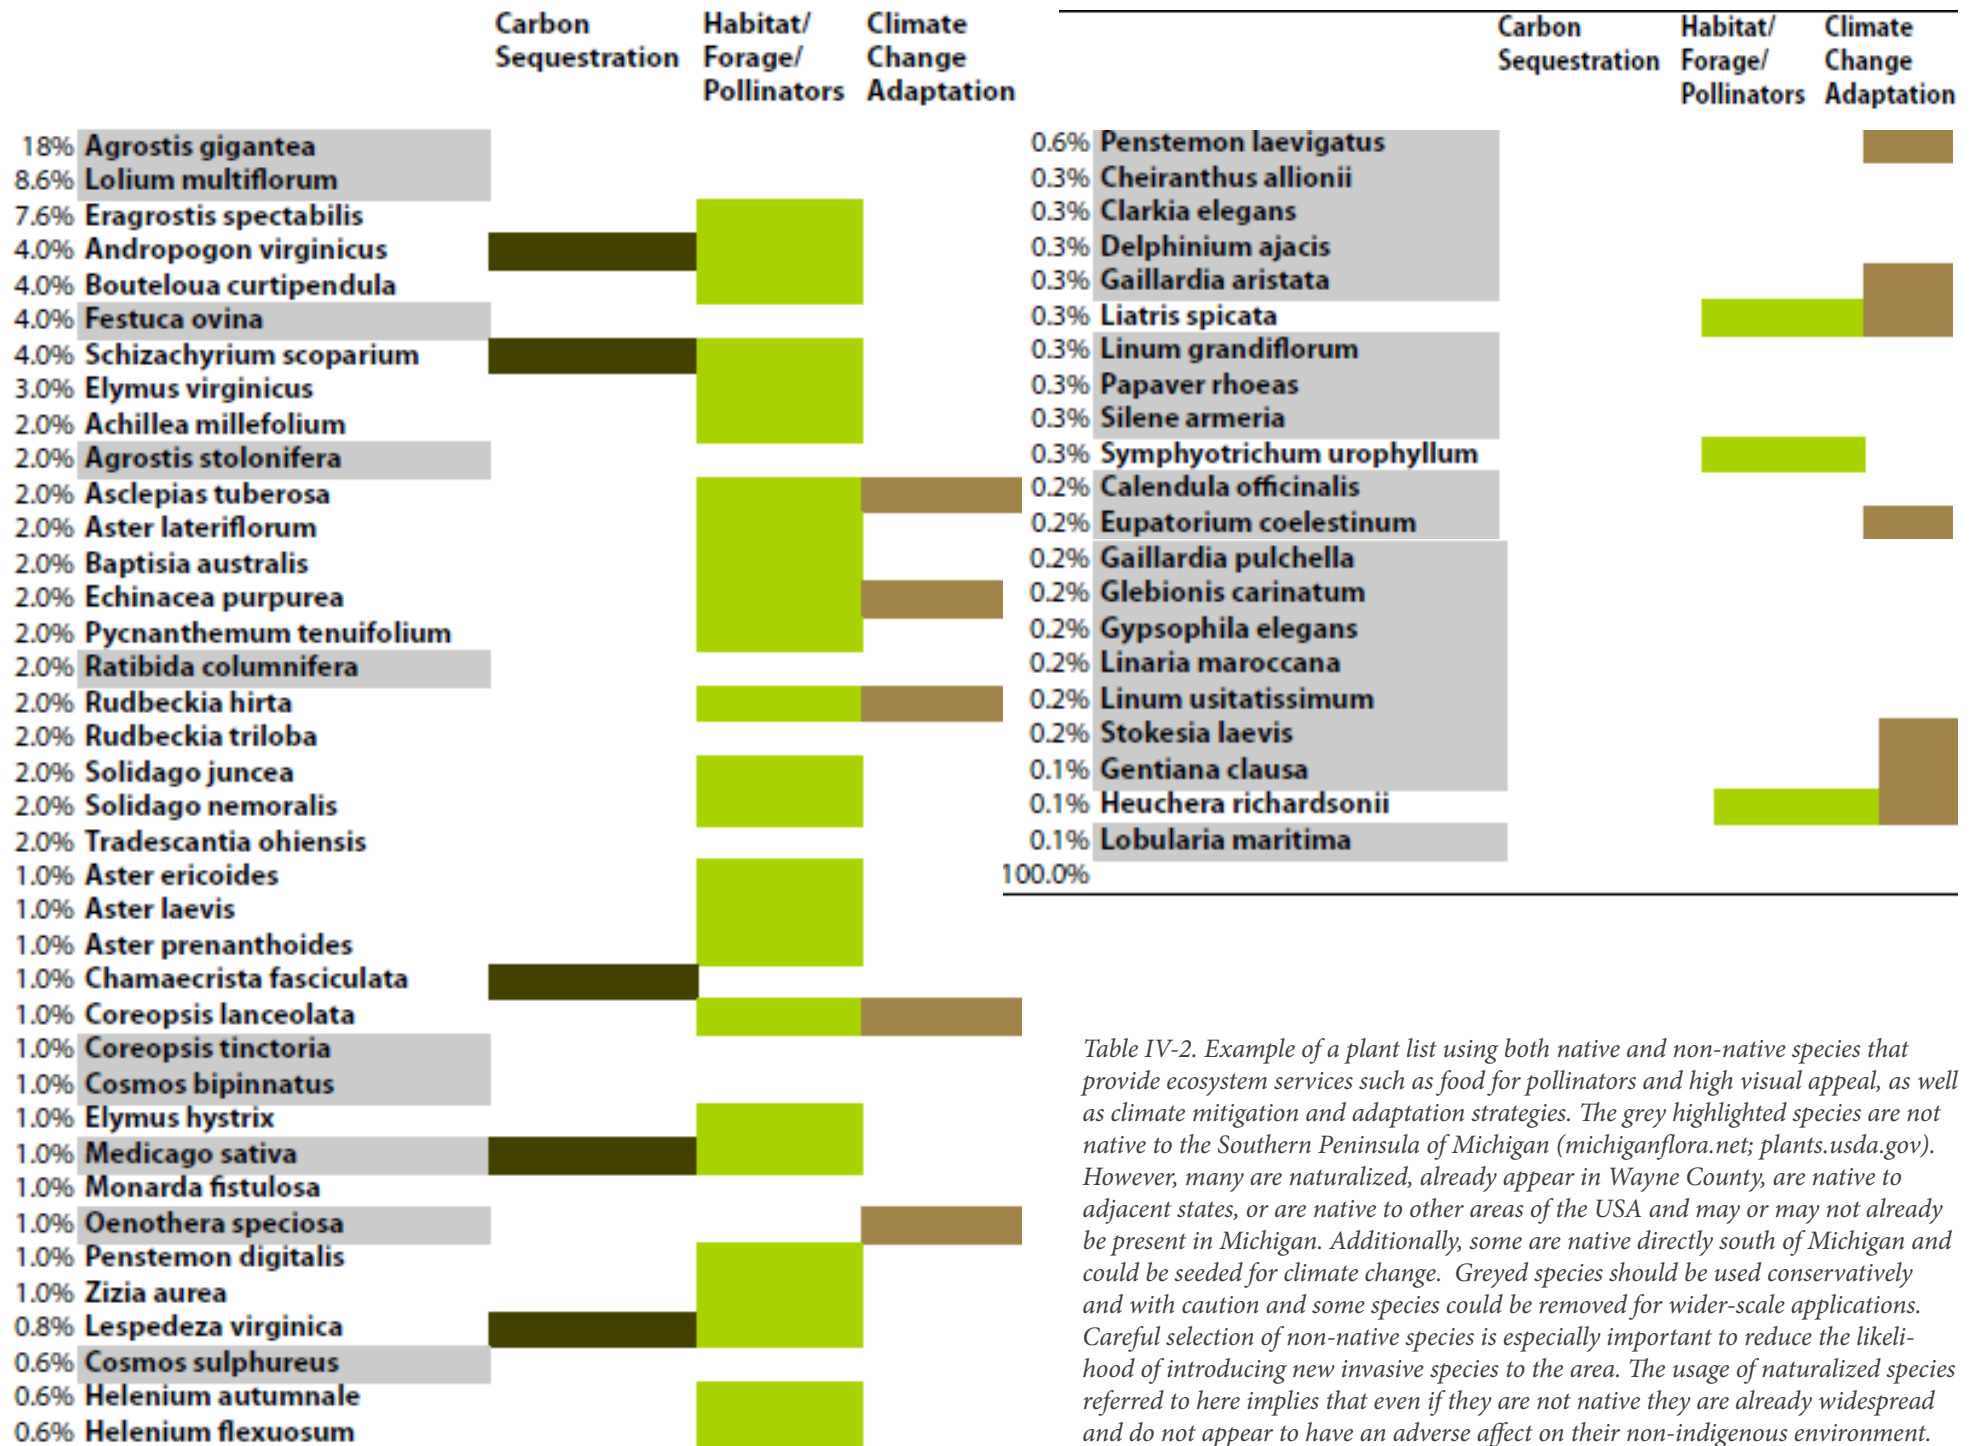 Carbon Sequestration
Habitat/ Forage/ Pollinators
Climate Change Adaptation
18% Agrostis gigantea
8.6% Lolium multiflorum
7.6% Eragrostis spectabilis
4.0% Andropogon virginicus
4.0% Bouteloua curtipendula
4.0% Festuca ovina
4.0% Schizachyrium scoparium
3.0% Elymus virginicus
2.0% Achillea millefolium
2.0% Agrostis stolonifera
2.0% Asclepias tuberosa
2.0% Aster lateriflorum
2.0% Baptisia australis
2.0% Echinacea purpurea
2.0% Pycnanthemum tenuifolium
2.0% Ratibida columnifera
2.0% Rudbeckia hirta
2.0% Rudbeckia triloba
2.0% Solidago juncea
2.0% Solidago nemoralis
2.0% Tradescantia ohiensis
1.0% Aster ericoides
1.0% Aster laevis
1.0% Aster prenanthoides
1.0% Chamaecrista fasciculata
1.0% Coreopsis lanceolata
1.0% Coreopsis tinctoria
1.0% Cosmos bipinnatus
1.0% Elymus hystrix
1.0% Medicago sativa
1.0% Monarda fistulosa
1.0% Oenothera speciosa
1.0% Penstemon digitalis
1.0% Zizia aurea
0.8% Lespedeza virginica
0.6% Cosmos sulphureus
0.6% Helenium autumnale
0.6% Helenium flexuosum
Carbon Sequestration
Habitat/ Forage/ Pollinators
Climate Change Adaptation
0.6% Penstemon laevigatus
0.3% Cheiranthus allionii
0.3% Clarkia elegans
0.3% Delphinium ajacis
0.3% Gaillardia aristata
0.3% Liatris spicata
0.3% Linum grandiflorum
0.3% Papaver rhoeas
0.3% Silene armeria
0.3% Symphyotrichum urophyllum
0.2% Calendula officinalis
0.2% Eupatorium coelestinum
0.2% Gaillardia pulchella
0.2% Glebionis carinatum
0.2% Gypsophila elegans
0.2% Linaria maroccana
0.2% Linum usitatissimum
0.2% Stokesia laevis
0.1% Gentiana clausa
0.1% Heuchera richardsonii
0.1% Lobularia maritima
100.0%
Table IV-2. Example of a plant list using both native and non-native species that
provide ecosystem services such as food for pollinators and high visual appeal, as well
as climate mitigation and adaptation strategies. The grey highlighted species are not
native to the Southern Peninsula of Michigan (michiganflora.net; plants.usda.gov).
However, many are naturalized, already appear in Wayne County, are native to
adjacent states, or are native to other areas of the USA and may or may not already
be present in Michigan. Additionally, some are native directly south of Michigan and
could be seeded for climate change. Greyed species should be used conservatively
and with caution and some species could be removed for wider-scale applications.
Careful selection of non-native species is especially important to reduce the likeli-
hood of introducing new invasive species to the area. The usage of naturalized species
referred to here implies that even if they are not native they are already widespread
and do not appear to have an adverse affect on their non-indigenous environment.